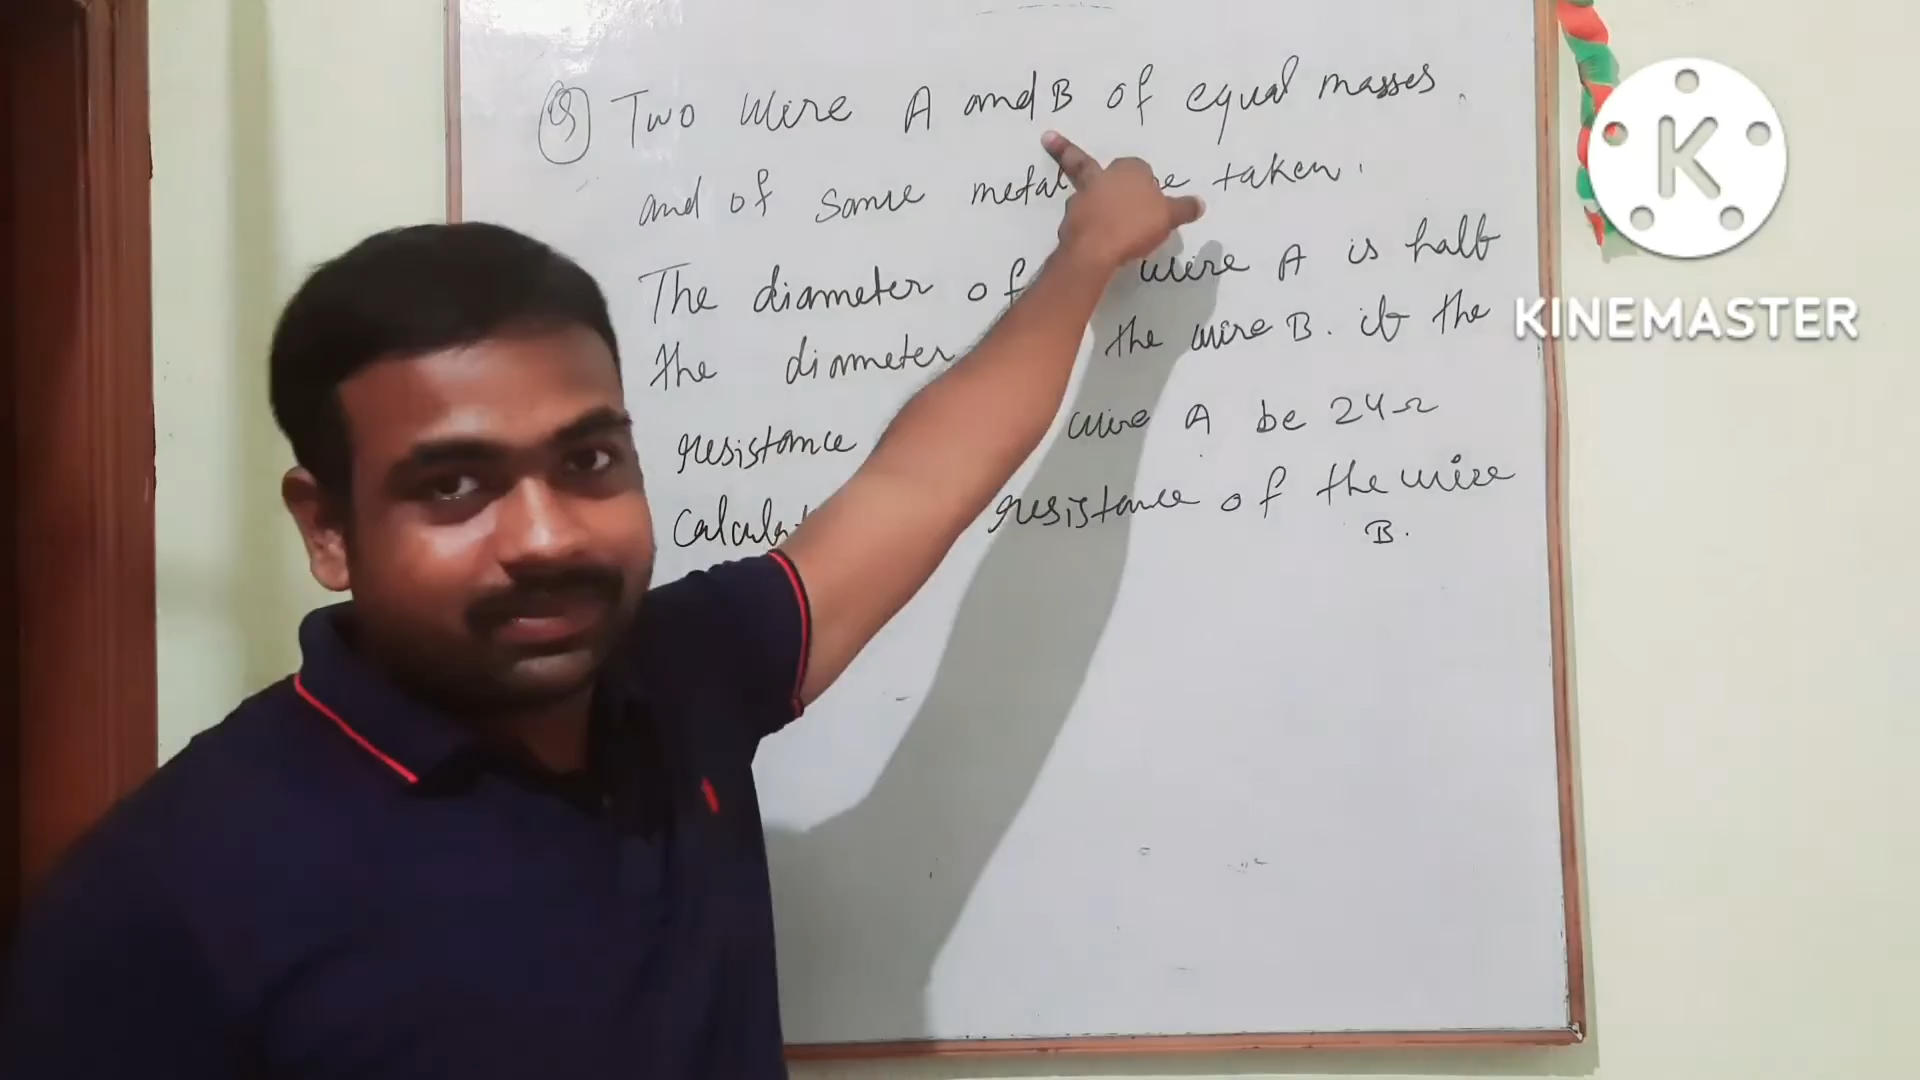 Q Two wire A and B of equal masses.
and of same metal taken.
The diameter of wire A is half
the diameter the wire B. if the
resistance wire A be 24Ω
resistance of the wire
B.
K
KINEMASTER